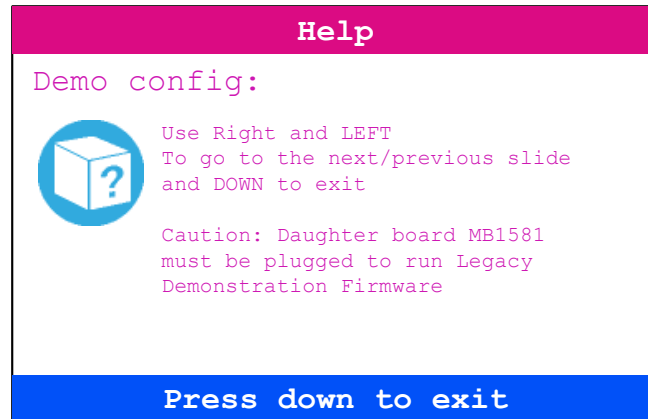 Help
Demo config:
?
Use Right and LEFT
To go to the next/previous slide
and DOWN to exit
Caution: Daughter board MB1581
must be plugged to run Legacy
Demonstration Firmware
Press down to exit